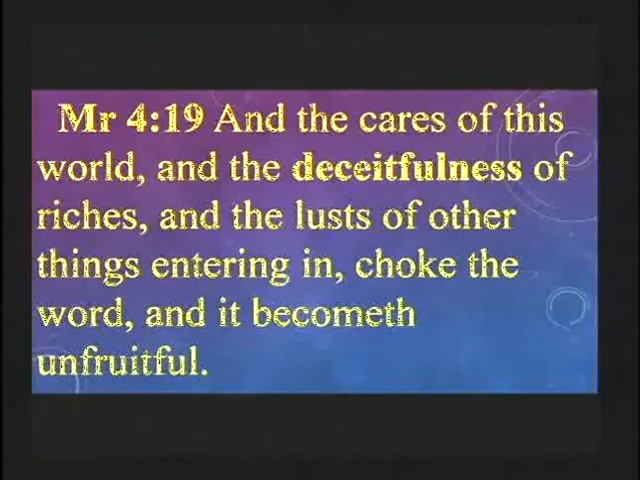 Mr 4:19 And the cares of this
world, and the deceitfulness of
riches, and the lusts of other
things entering in, choke the
word, and it becometh
unfruitful.